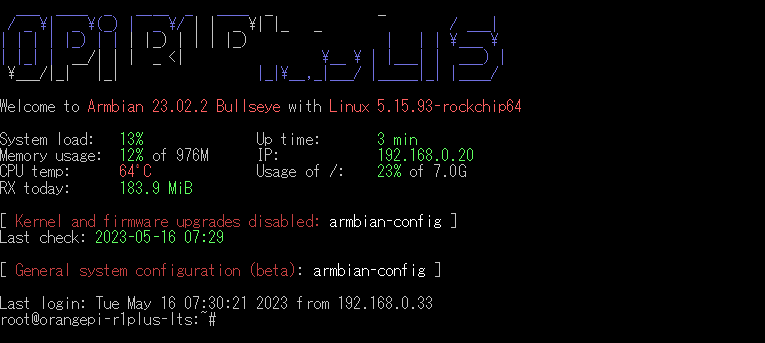 OPi R1 Plus LTS
Welcome to Armbian 23.02.2 Bullseye with Linux 5.15.93-rockchip64
System load: 13% Up time: 3 min
Memory usage: 12% of 976M IP: 192.168.0.20
CPU temp: 64°C Usage of /: 23% of 7.0G
RX today: 183.9 MiB
[ Kernel and firmware upgrades disabled: armbian-config ]
Last check: 2023-05-16 07:29
[ General system configuration (beta): armbian-config ]
Last login: Tue May 16 07:30:21 2023 from 192.168.0.33
root@orangepi-r1plus-lts:~#